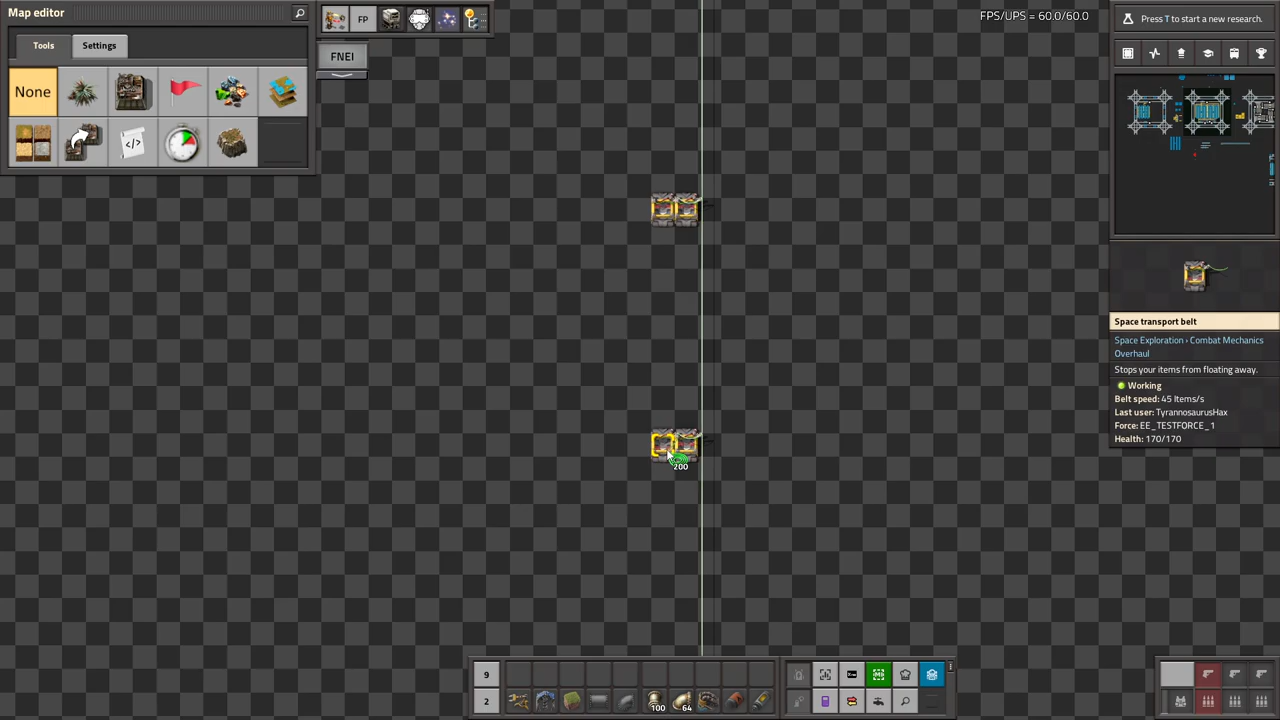 Map editor
FP
FPS/UPS = 60.0/60.0
Press T to start a new research.
Tools
Settings
FNEI
None
</>
Space transport belt
Space Exploration › Combat Mechanics
Overhaul
Stops your items from floating away.
Working
Belt speed: 45 Items/s
Last user: TyrannosaurusHax
Force: EE_TESTFORCE_1
Health: 170/170
200
9
2
100
64